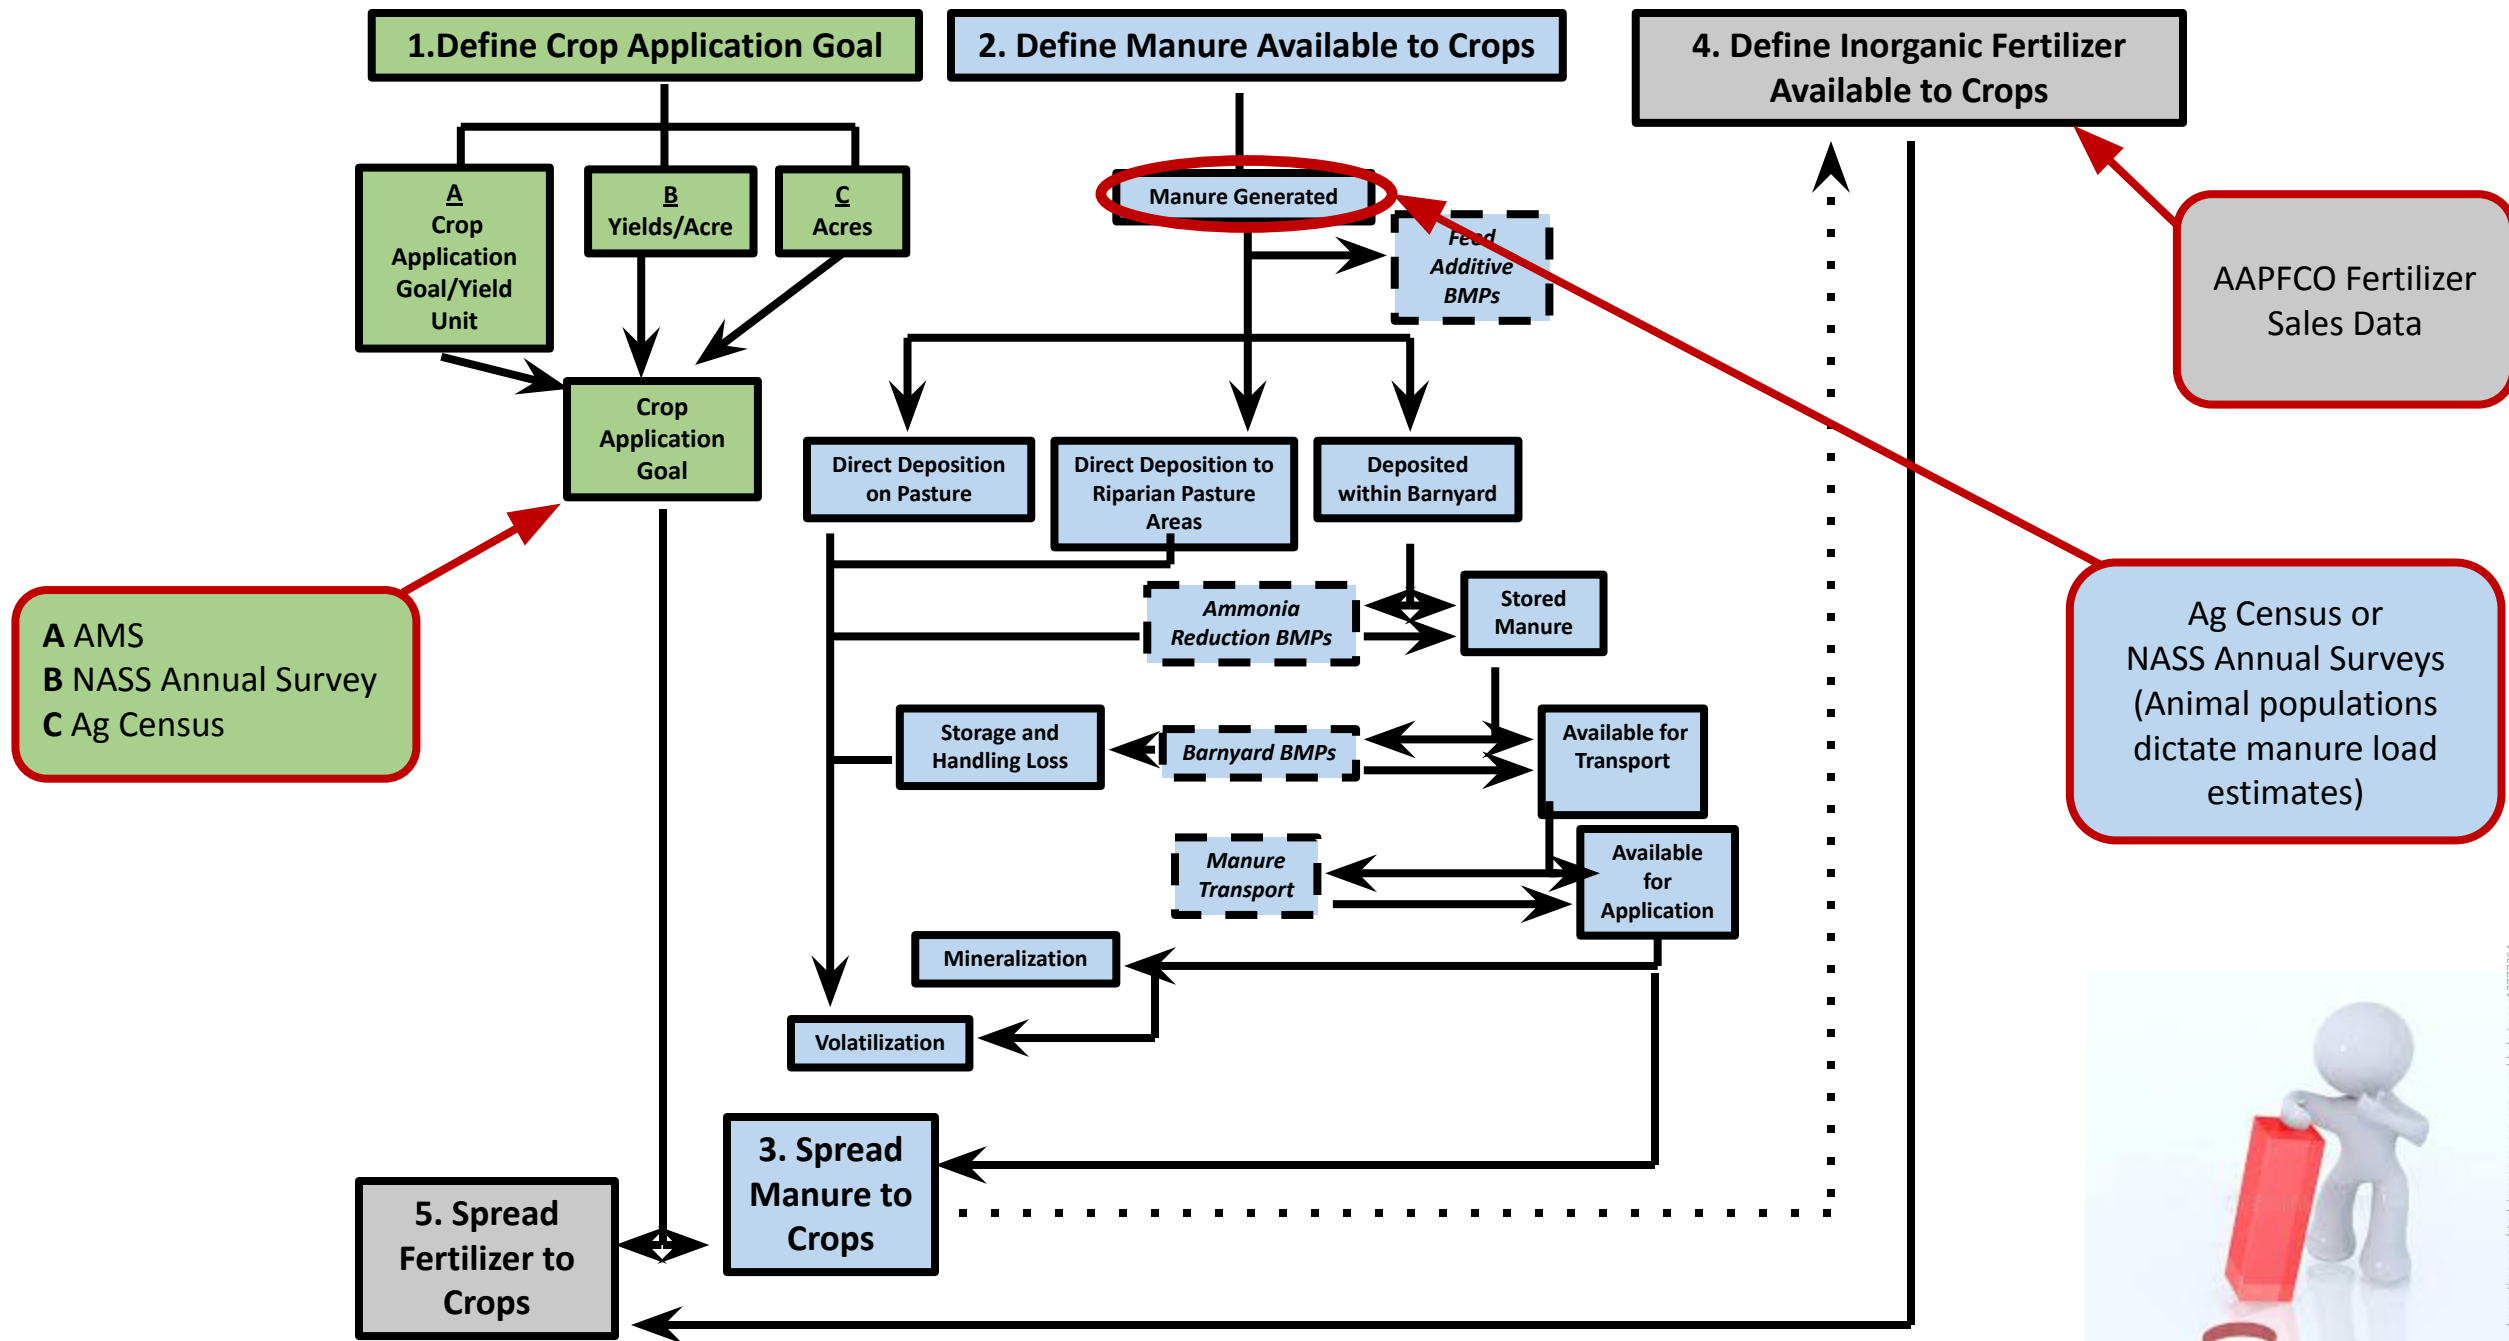 1.Define Crop Application Goal
2. Define Manure Available to Crops
4. Define Inorganic Fertilizer
Available to Crops
A
Crop
Application
Goal/Yield
Unit
B
Yields/Acre
C
Acres
Manure Generated
Feed
Additive
BMPs
AAPFCO Fertilizer
Sales Data
Crop
Application
Goal
Direct Deposition
on Pasture
Direct Deposition to
Riparian Pasture
Areas
Deposited
within Barnyard
A AMS
B NASS Annual Survey
C Ag Census
Ammonia
Reduction BMPs
Stored
Manure
Ag Census or
NASS Annual Surveys
(Animal populations
dictate manure load
estimates)
Storage and
Handling Loss
Barnyard BMPs
Available for
Transport
Manure
Transport
Available
for
Application
Mineralization
Volatilization
3. Spread
Manure to
Crops
5. Spread
Fertilizer to
Crops